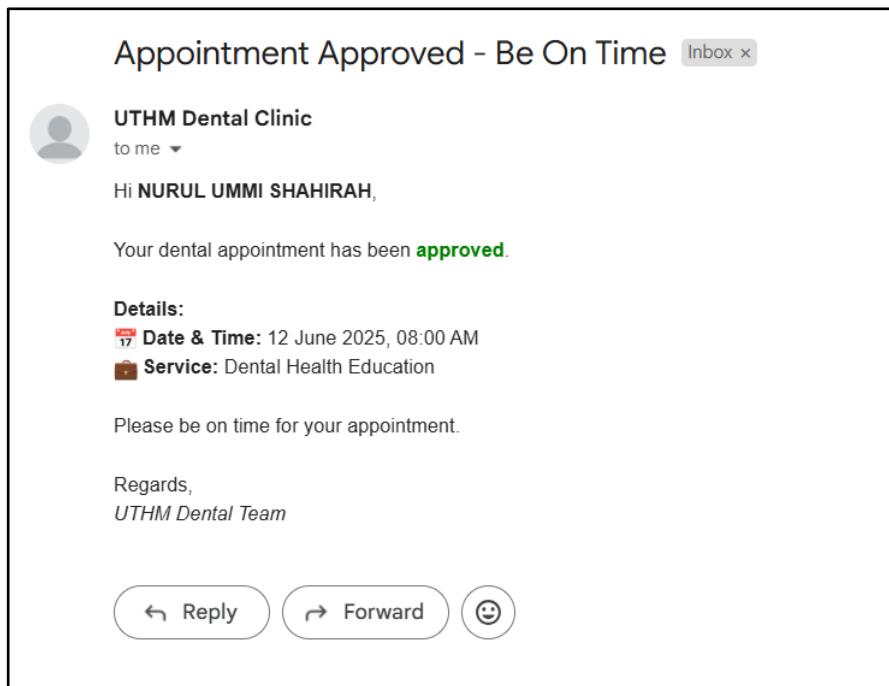 Appointment Approved - Be On Time Inbox ×
UTHM Dental Clinic
to me
Hi NURUL UMMI SHAHIRAH,
Your dental appointment has been approved.
Details:
📅 Date & Time: 12 June 2025, 08:00 AM
💼 Service: Dental Health Education
Please be on time for your appointment.
Regards,
UTHM Dental Team
Reply Forward